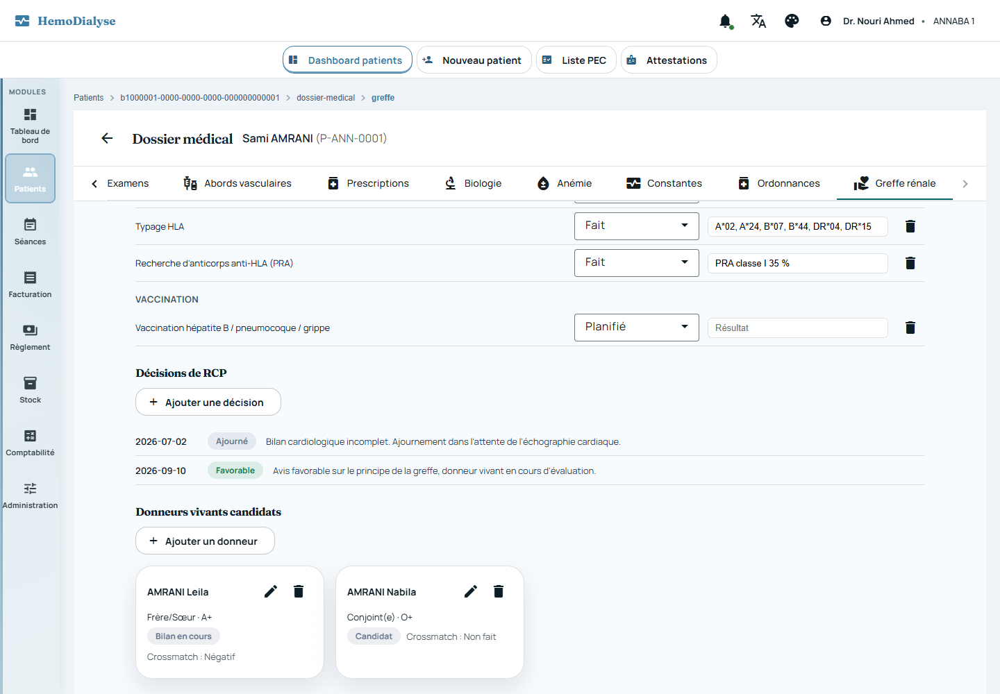 HemoDialyse
Dr. Nouri Ahmed • ANNABA 1
Dashboard patients
Nouveau patient
Liste PEC
Attestations
MODULES
Tableau de
bord
Patients
Séances
Facturation
Règlement
Stock
Comptabilité
Administration
Patients > b1000001-0000-0000-0000-000000000001 > dossier-medical > greffe
Dossier médical Sami AMRANI (P-ANN-0001)
Examens
Abords vasculaires
Prescriptions
Biologie
Anémie
Constantes
Ordonnances
Greffe rénale
Typage HLA Fait A*02, A*24, B*07, B*44, DR*04, DR*15
Recherche d'anticorps anti-HLA (PRA) Fait PRA classe I 35 %
VACCINATION
Vaccination hépatite B / pneumocoque / grippe Planifié Résultat
Décisions de RCP
+ Ajouter une décision
2026-07-02 Ajourné Bilan cardiologique incomplet. Ajournement dans l'attente de l'échographie cardiaque.
2026-09-10 Favorable Avis favorable sur le principe de la greffe, donneur vivant en cours d'évaluation.
Donneurs vivants candidats
+ Ajouter un donneur
AMRANI Leila
Frère/Sœur · A+
Bilan en cours
Crossmatch : Négatif
AMRANI Nabila
Conjoint(e) · O+
Candidat Crossmatch : Non fait